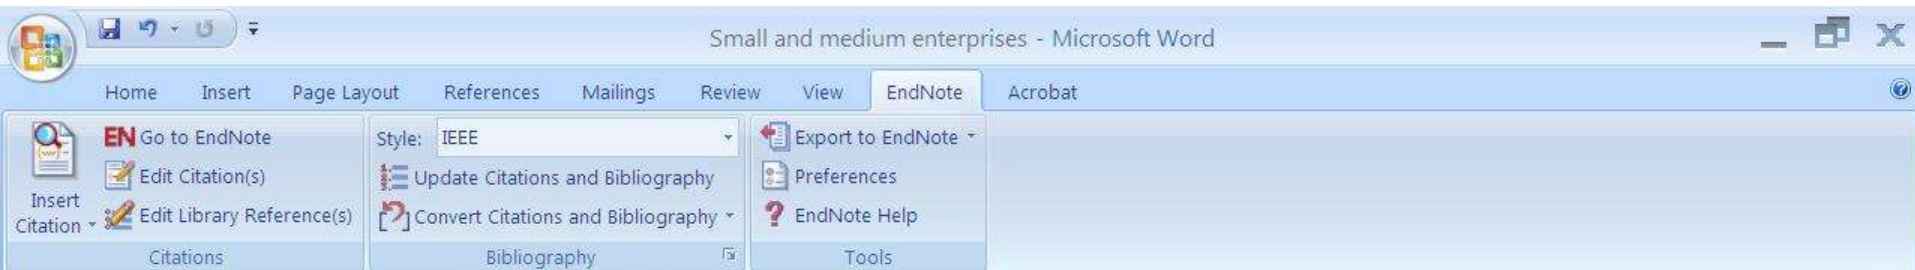 Small and medium enterprises - Microsoft Word
Home Insert Page Layout References Mailings Review View EndNote Acrobat
Insert Citation
EN Go to EndNote
Edit Citation(s)
Edit Library Reference(s)
Citations
Style: IEEE
Update Citations and Bibliography
Convert Citations and Bibliography
Bibliography
Export to EndNote
Preferences
EndNote Help
Tools